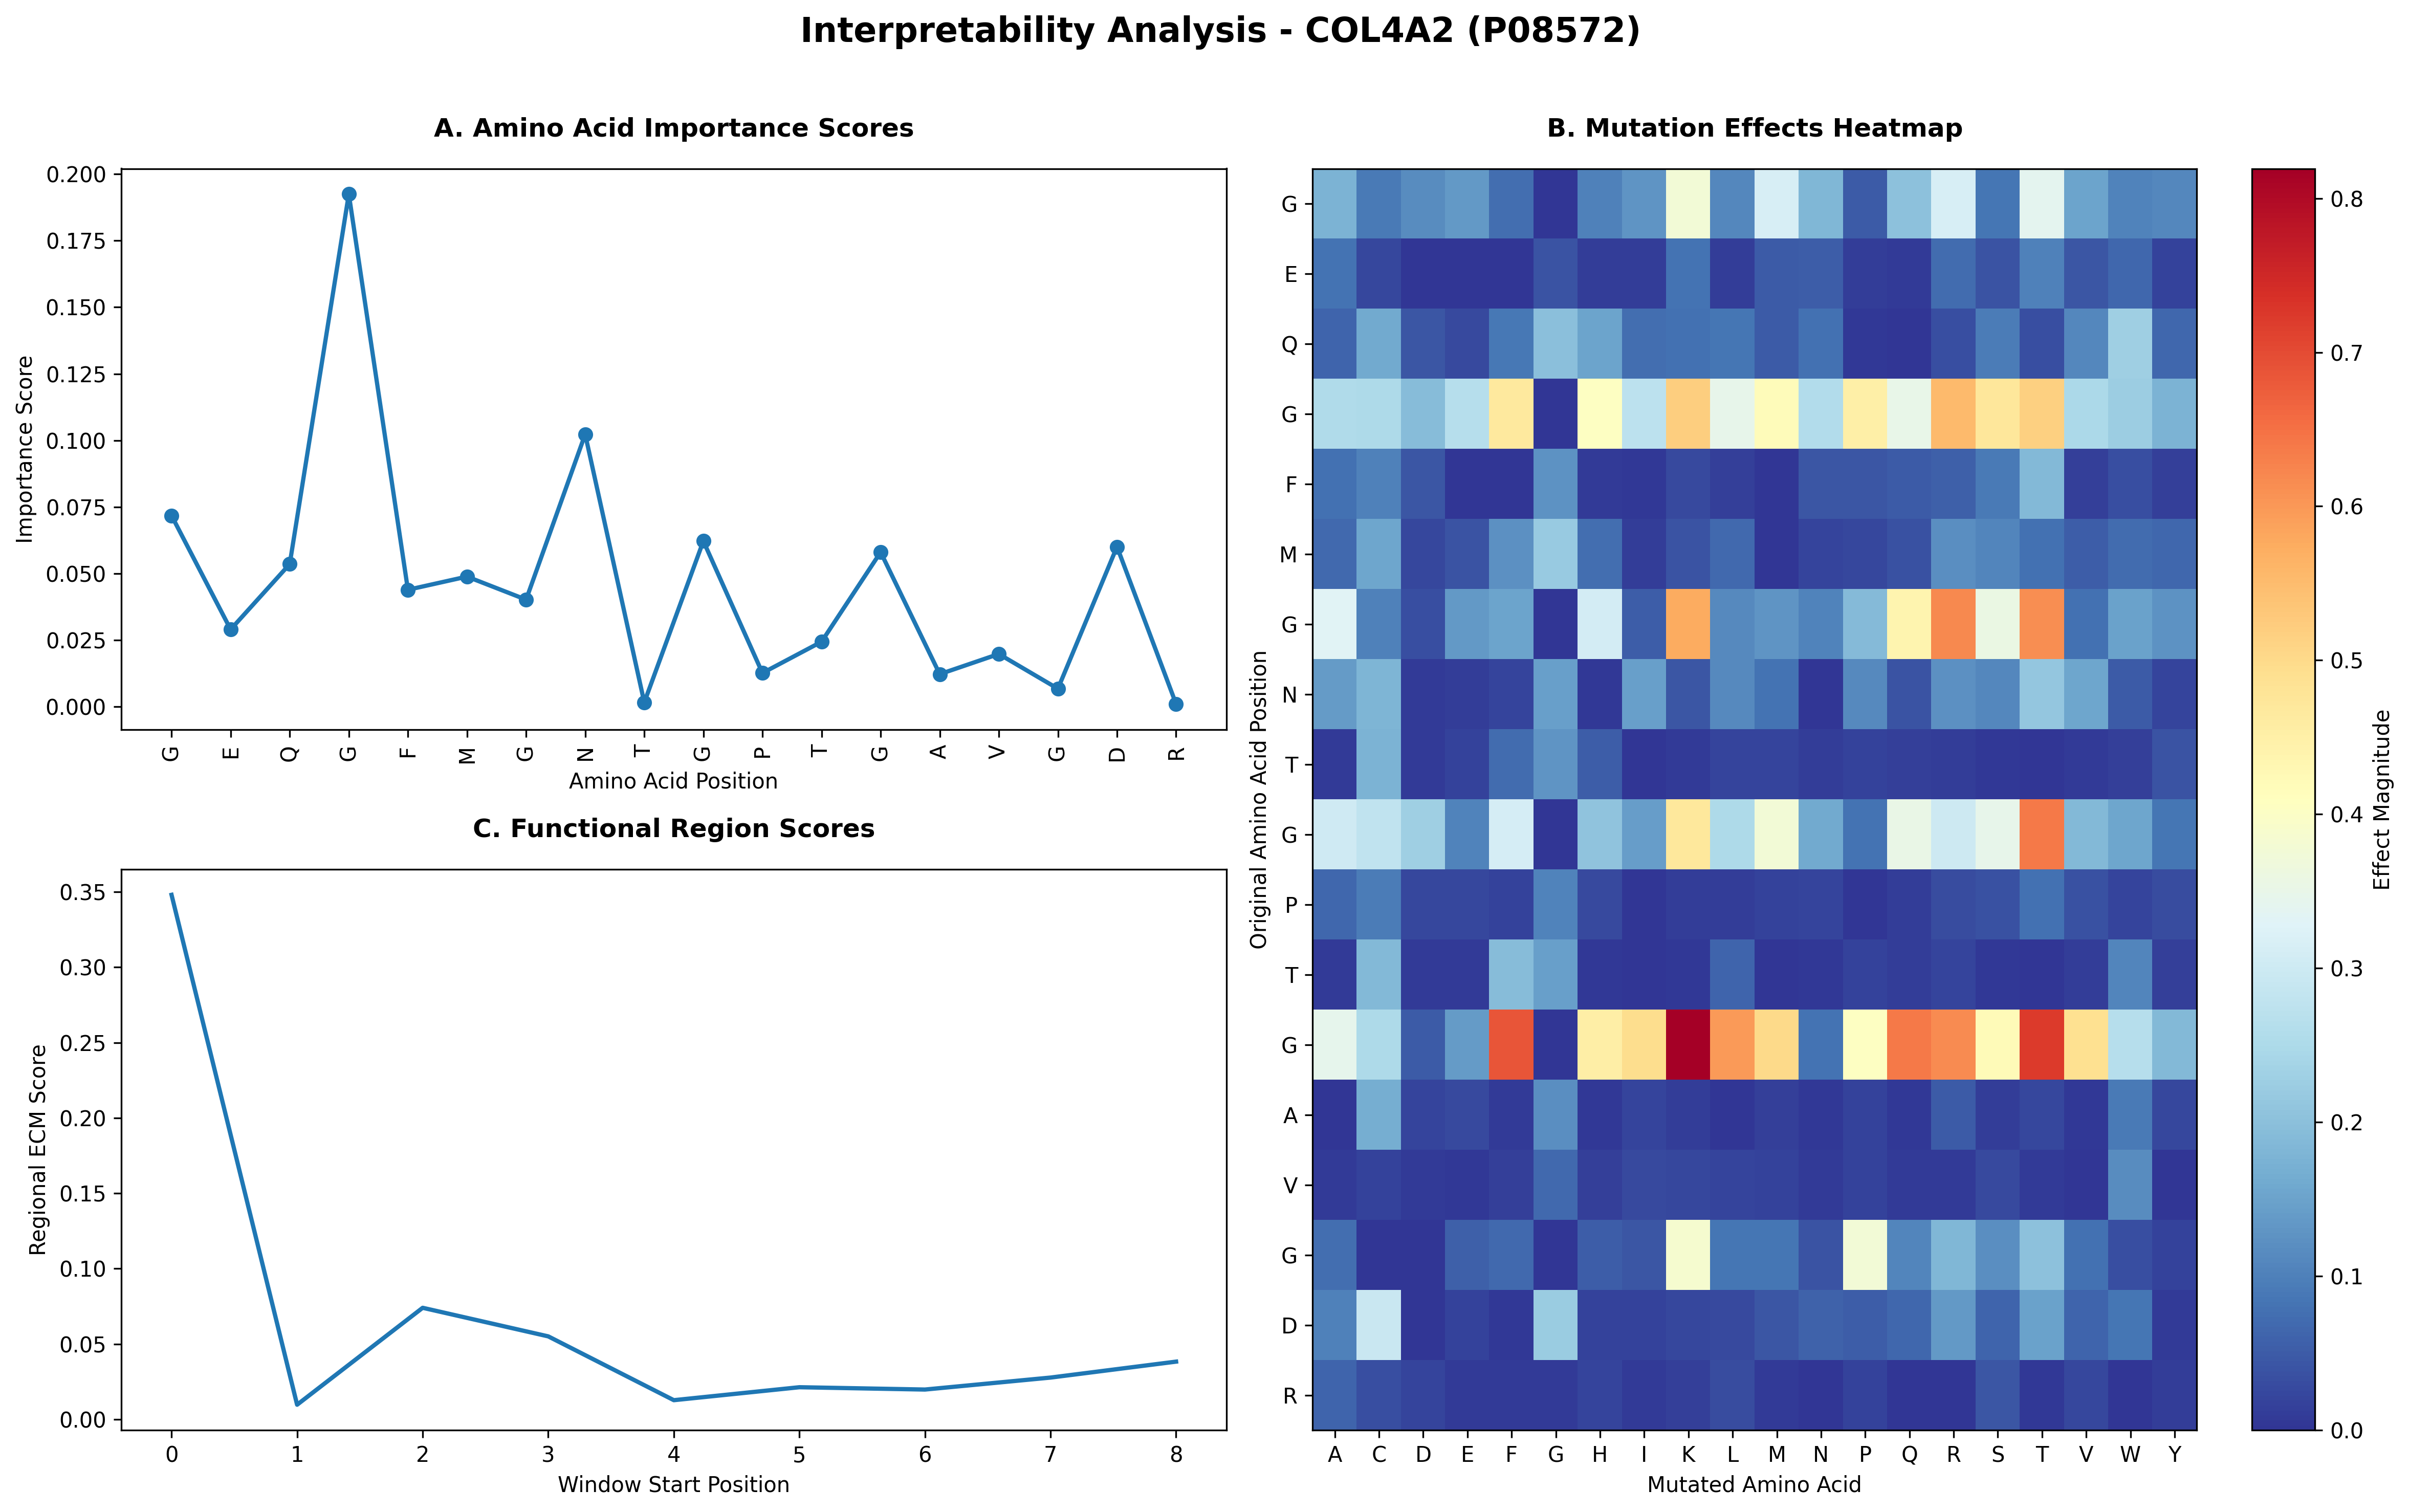 Interpretability Analysis - COL4A2 (P08572)
A. Amino Acid Importance Scores
Importance Score
0.200
0.175
0.150
0.125
0.100
0.075
0.050
0.025
0.000
G E Q G F M G N T G P T G A V G D R
Amino Acid Position
B. Mutation Effects Heatmap
Original Amino Acid Position
G
E
Q
G
F
M
G
N
T
G
P
T
G
A
V
G
D
R
A C D E F G H I K L M N P Q R S T V W Y
Mutated Amino Acid
0.8
0.7
0.6
0.5
0.4
0.3
0.2
0.1
0.0
Effect Magnitude
C. Functional Region Scores
Regional ECM Score
0.35
0.30
0.25
0.20
0.15
0.10
0.05
0.00
0 1 2 3 4 5 6 7 8
Window Start Position